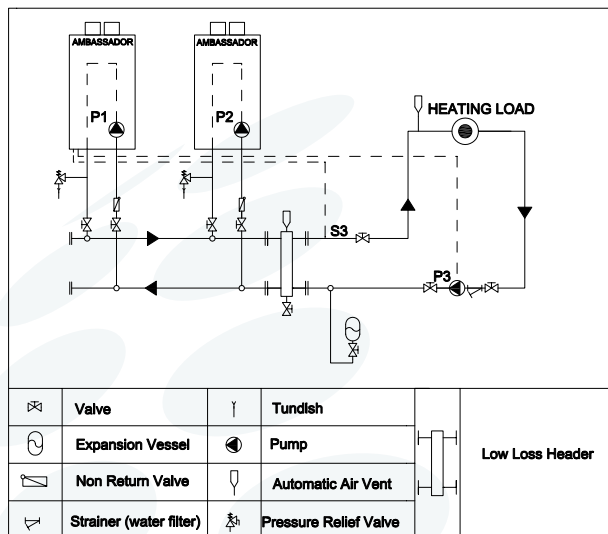 AMBASSADOR
AMBASSADOR
P1
P2
HEATING LOAD
S3
P3
Valve
Tundish
Expansion Vessel
Pump
Non Return Valve
Automatic Air Vent
Strainer (water filter)
Pressure Relief Valve
Low Loss Header